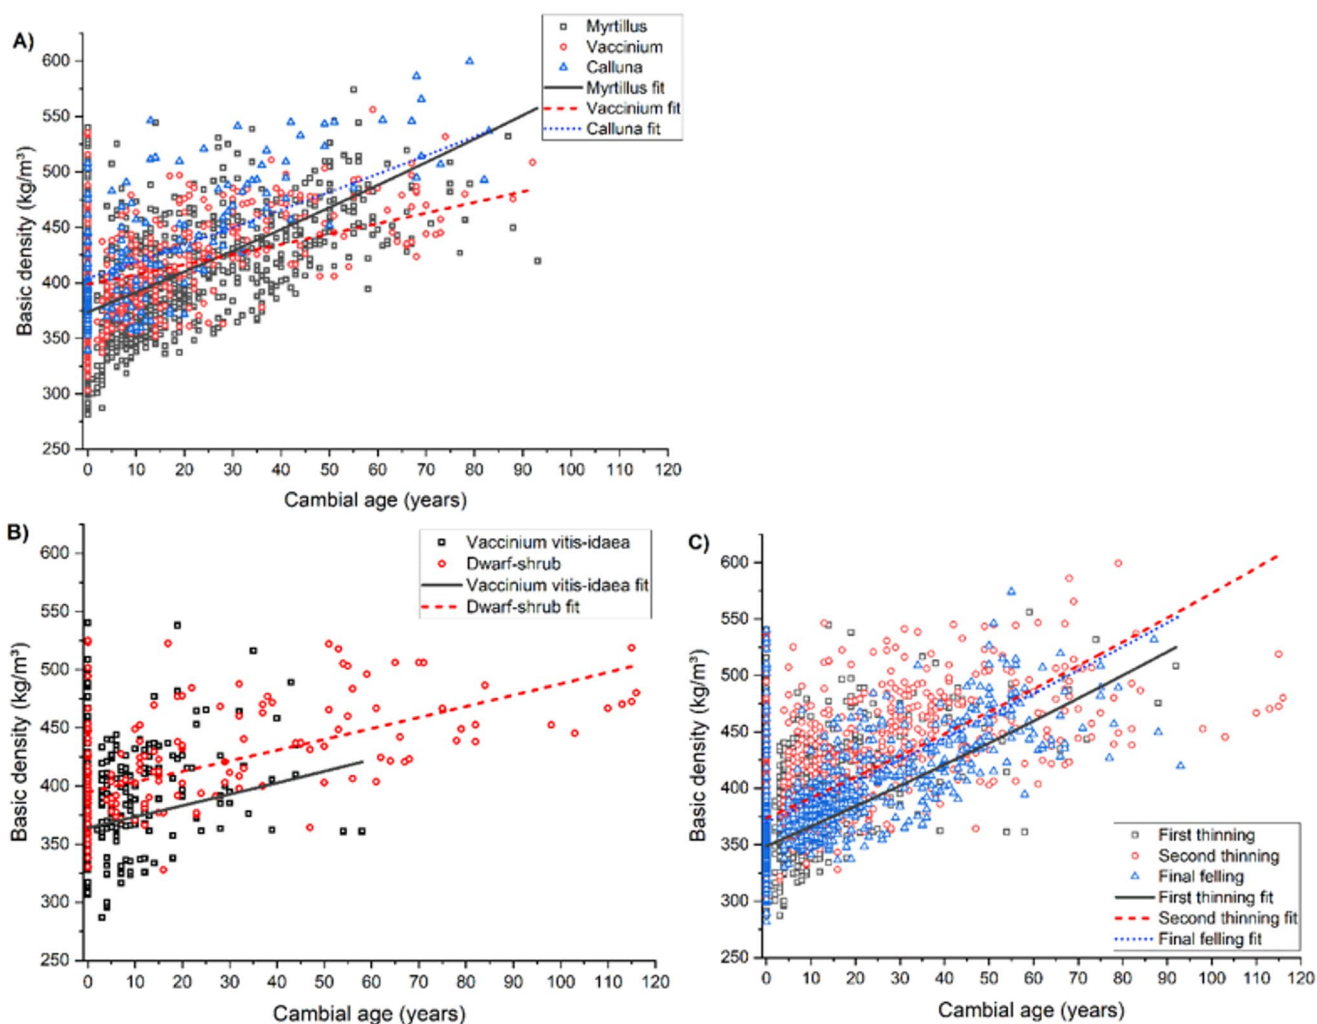 A)
Myrtillus
Vaccinium
Calluna
Myrtillus fit
Vaccinium fit
Calluna fit
600
550
500
450
400
350
300
250
Basic density (kg/m³)
0 10 20 30 40 50 60 70 80 90 100 110 120
Cambial age (years)
B)
Vaccinium vitis-idaea
Dwarf-shrub
Vaccinium vitis-idaea fit
Dwarf-shrub fit
600
550
500
450
400
350
300
250
Basic density (kg/m³)
0 10 20 30 40 50 60 70 80 90 100 110 120
Cambial age (years)
C)
600
550
500
450
400
350
300
250
Basic density (kg/m³)
First thinning
Second thinning
Final felling
First thinning fit
Second thinning fit
Final felling fit
0 10 20 30 40 50 60 70 80 90 100 110 120
Cambial age (years)